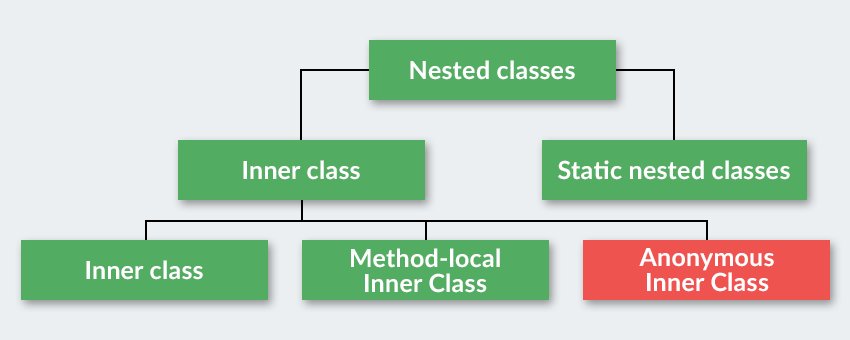 Nested classes
Inner class
Static nested classes
Inner class
Method-local
Inner Class
Anonymous
Inner Class